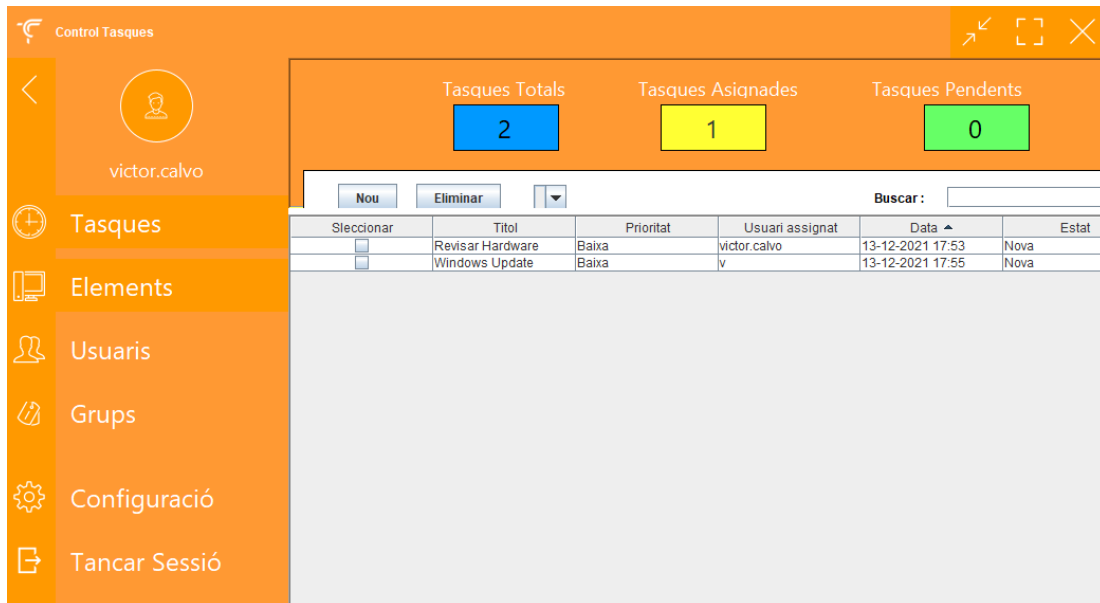 Control Tasques
victor.calvo
Tasques
Elements
Usuaris
Grups
Configuració
Tancar Sessió
Tasques Totals Tasques Asignades Tasques Pendents
2 1 0
Nou Eliminar Buscar :
Sleccionar Titol Prioritat Usuari assignat Data Estat
Revisar Hardware Baixa victor.calvo 13-12-2021 17:53 Nova
Windows Update Baixa v 13-12-2021 17:55 Nova